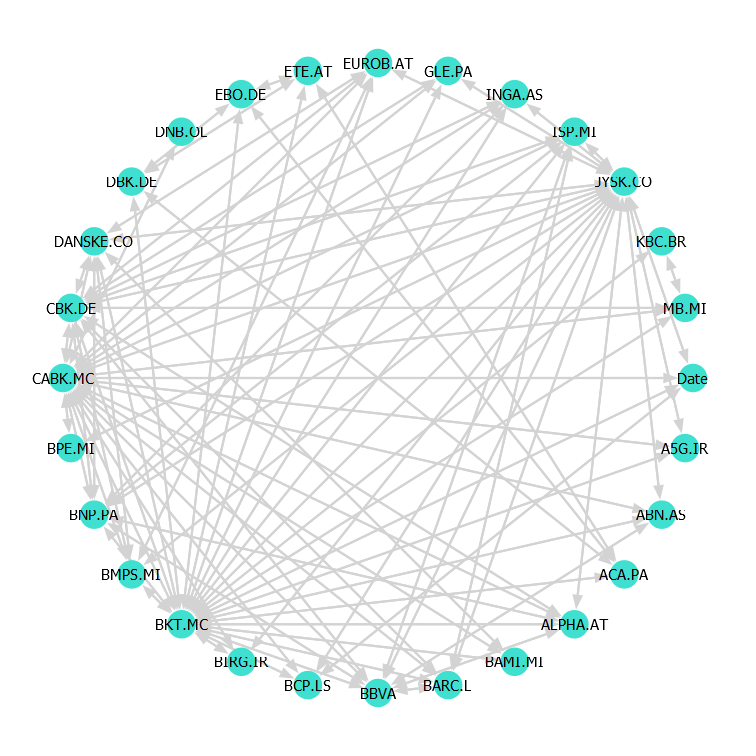 EUROB.AT
ETE.AT
GLE.PA
EBO.DE
INGA.AS
DNB.OL
ISP.MI
DBK.DE
JYSK.CO
DANSKE.CO
KBC.BR
CBK.DE
MB.MI
CABK.MC
Date
BPE.MI
A5G.IR
BNP.PA
ABN.AS
BMPS.MI
ACA.PA
BKT.MC
ALPHA.AT
BIRG.IR
BAMI.MI
BCP.LS
BARC.L
BBVA